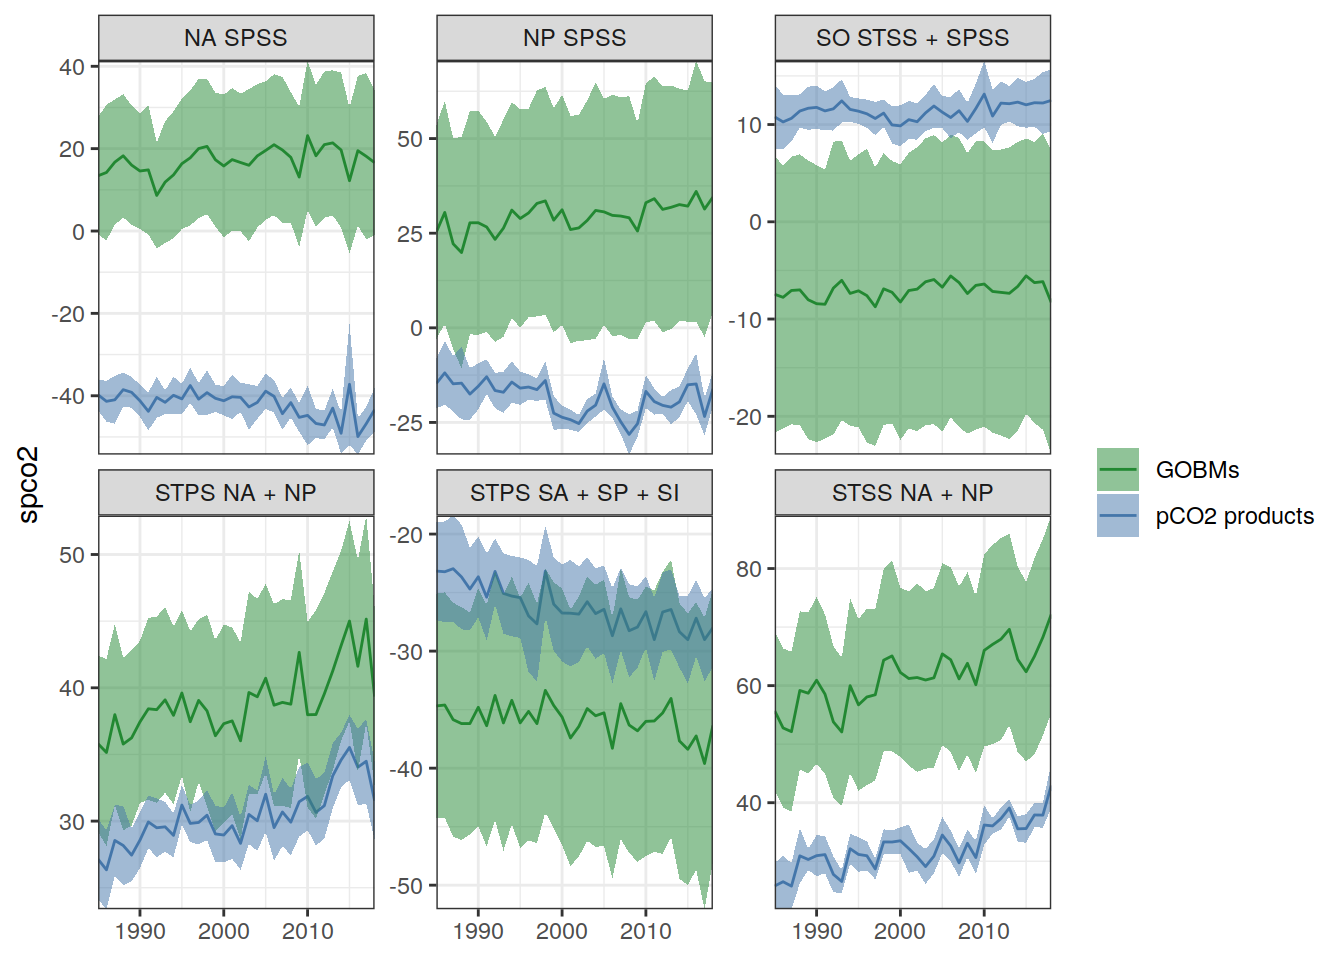 NA SPSS
NP SPSS
SO STSS + SPSS
40
20
0
-20
-40
50
25
0
-25
10
0
-10
-20
spco2
STPS NA + NP
STPS SA + SP + SI
STSS NA + NP
50
40
30
-20
-30
-40
-50
80
60
40
1990 2000 2010
1990 2000 2010
1990 2000 2010
GOBMs
pCO2 products